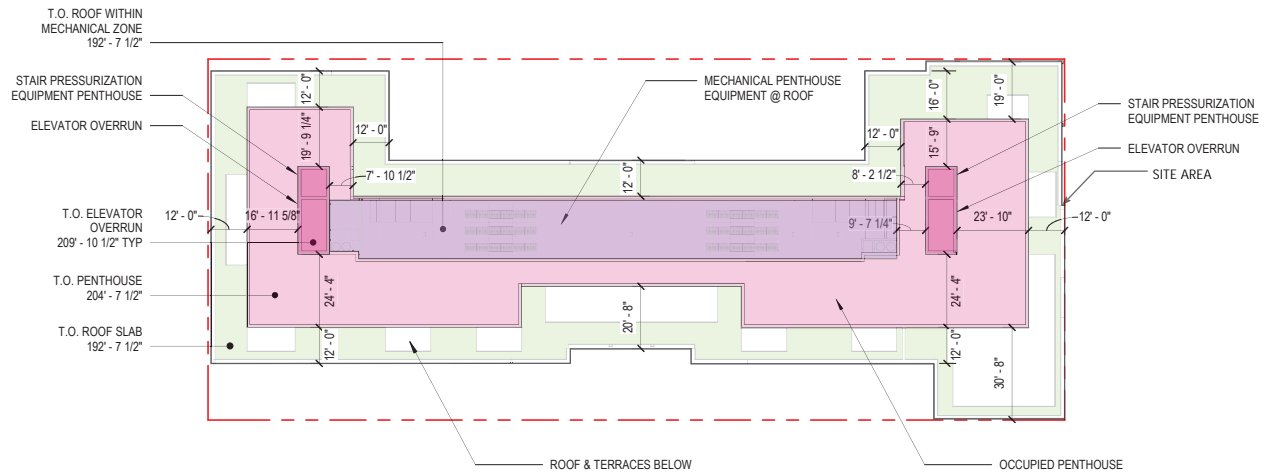 T.O. ROOF WITHIN
MECHANICAL ZONE
192' - 7 1/2"
STAIR PRESSURIZATION
EQUIPMENT PENTHOUSE
ELEVATOR OVERRUN
T.O. ELEVATOR
OVERRUN
209' - 10 1/2" TYP
T.O. PENTHOUSE
204' - 7 1/2"
T.O. ROOF SLAB
192' - 7 1/2"
12' - 0"
19' - 9 1/4"
12' - 0"
7' - 10 1/2"
12' - 0"
16' - 11 5/8"
24' - 4"
12' - 0"
MECHANICAL PENTHOUSE
EQUIPMENT @ ROOF
12' - 0"
20' - 8"
12' - 0"
16' - 0"
19' - 0"
15' - 9"
8' - 2 1/2"
9' - 7 1/4"
23' - 10"
12' - 0"
24' - 4"
12' - 0"
30' - 8"
STAIR PRESSURIZATION
EQUIPMENT PENTHOUSE
ELEVATOR OVERRUN
SITE AREA
ROOF & TERRACES BELOW
OCCUPIED PENTHOUSE